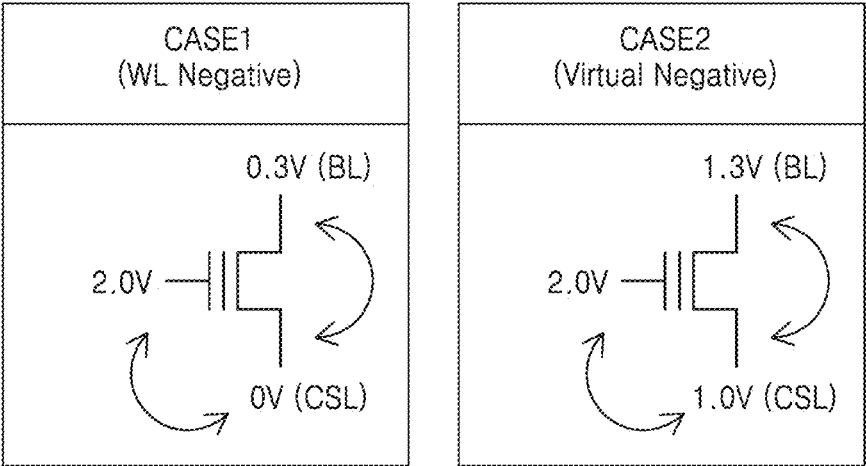 CASE1
(WL Negative)
0.3V (BL)
2.0V
0V (CSL)
CASE2
(Virtual Negative)
1.3V (BL)
2.0V
1.0V (CSL)